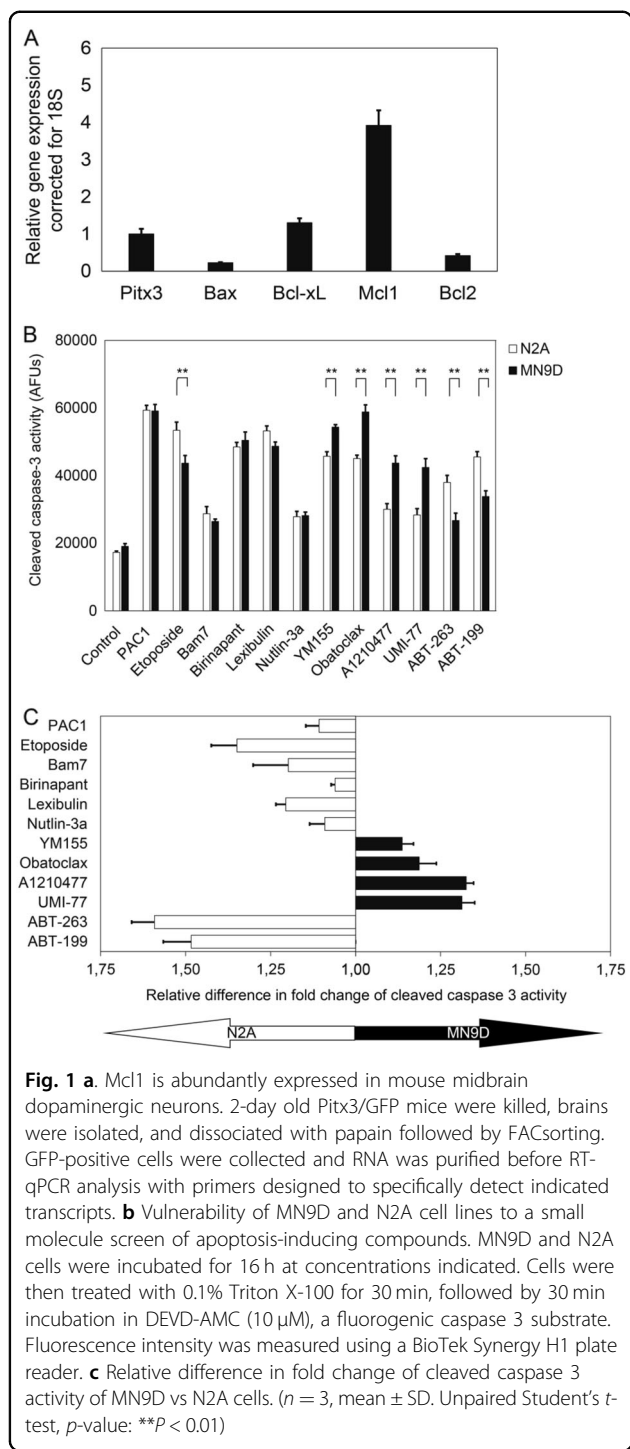 A
Relative gene expression
corrected for 18S
6
5
4
3
2
1
0
Pitx3 Bax Bcl-xL Mcl1 Bcl2
B
Cleaved caspase-3 activity (AFUs)
80000
60000
40000
20000
0
** ** ** ** ** ** **
N2A
MN9D
Control PAC1 Etoposide Bam7 Birinapant Lexibulin Nutlin-3a YM155 Obatoclax A1210477 UMI-77 ABT-263 ABT-199
C
PAC1
Etoposide
Bam7
Birinapant
Lexibulin
Nutlin-3a
YM155
Obatoclax
A1210477
UMI-77
ABT-263
ABT-199
1,75 1,50 1,25 1,00 1,25 1,50 1,75
Relative difference in fold change of cleaved caspase 3 activity
N2A MN9D
Fig. 1 a. Mcl1 is abundantly expressed in mouse midbrain
dopaminergic neurons. 2-day old Pitx3/GFP mice were killed, brains
were isolated, and dissociated with papain followed by FACsorting.
GFP-positive cells were collected and RNA was purified before RT-
qPCR analysis with primers designed to specifically detect indicated
transcripts. b Vulnerability of MN9D and N2A cell lines to a small
molecule screen of apoptosis-inducing compounds. MN9D and N2A
cells were incubated for 16 h at concentrations indicated. Cells were
then treated with 0.1% Triton X-100 for 30 min, followed by 30 min
incubation in DEVD-AMC (10 μM), a fluorogenic caspase 3 substrate.
Fluorescence intensity was measured using a BioTek Synergy H1 plate
reader. c Relative difference in fold change of cleaved caspase 3
activity of MN9D vs N2A cells. (n = 3, mean ± SD. Unpaired Student's t-
test, p-value: **P < 0.01)